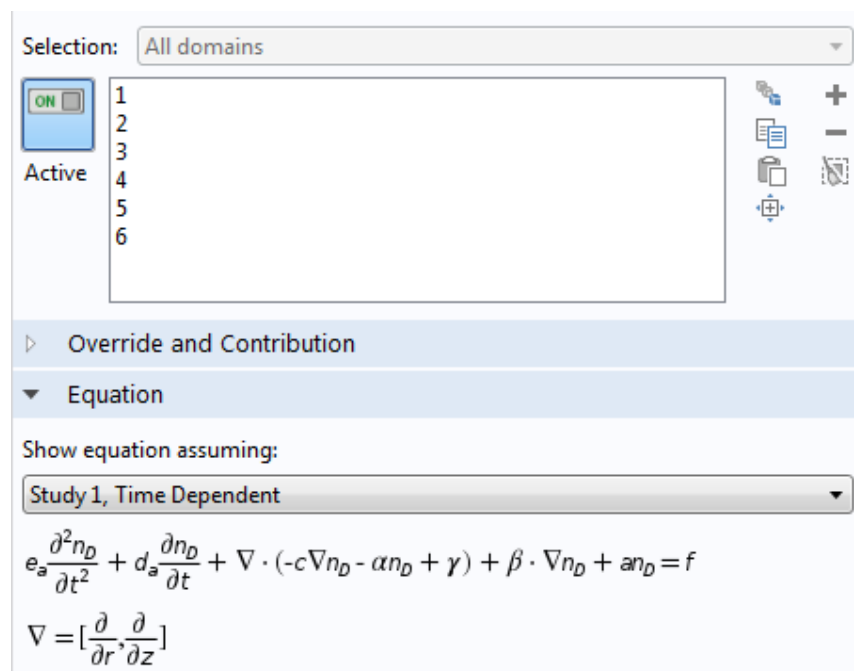 Selection: All domains
ON
Active
1
2
3
4
5
6
Override and Contribution
Equation
Show equation assuming:
Study 1, Time Dependent
e_a ∂²n_D/∂t² + d_a ∂n_D/∂t + ∇ · (-c∇n_D - αn_D + γ) + β · ∇n_D + an_D = f
∇ = [∂/∂r, ∂/∂z]